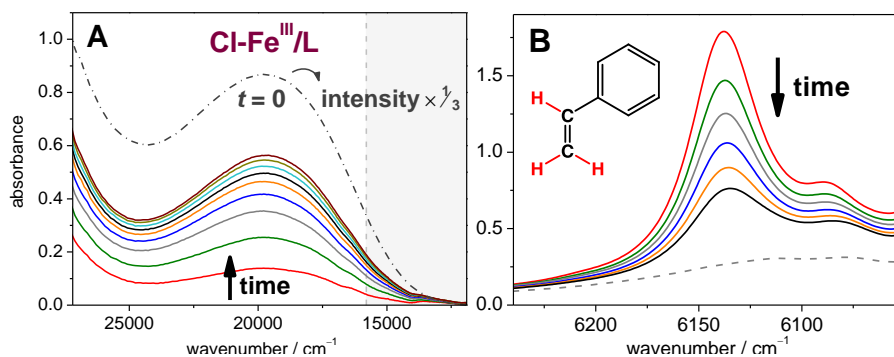 A
Cl-Fe^III/L
t = 0
intensity × 1/3
time
absorbance
1.0
0.8
0.6
0.4
0.2
0.0
25000 20000 15000
wavenumber / cm⁻¹
B
H
H H
time
1.5
1.0
0.5
0.0
6200 6150 6100
wavenumber / cm⁻¹